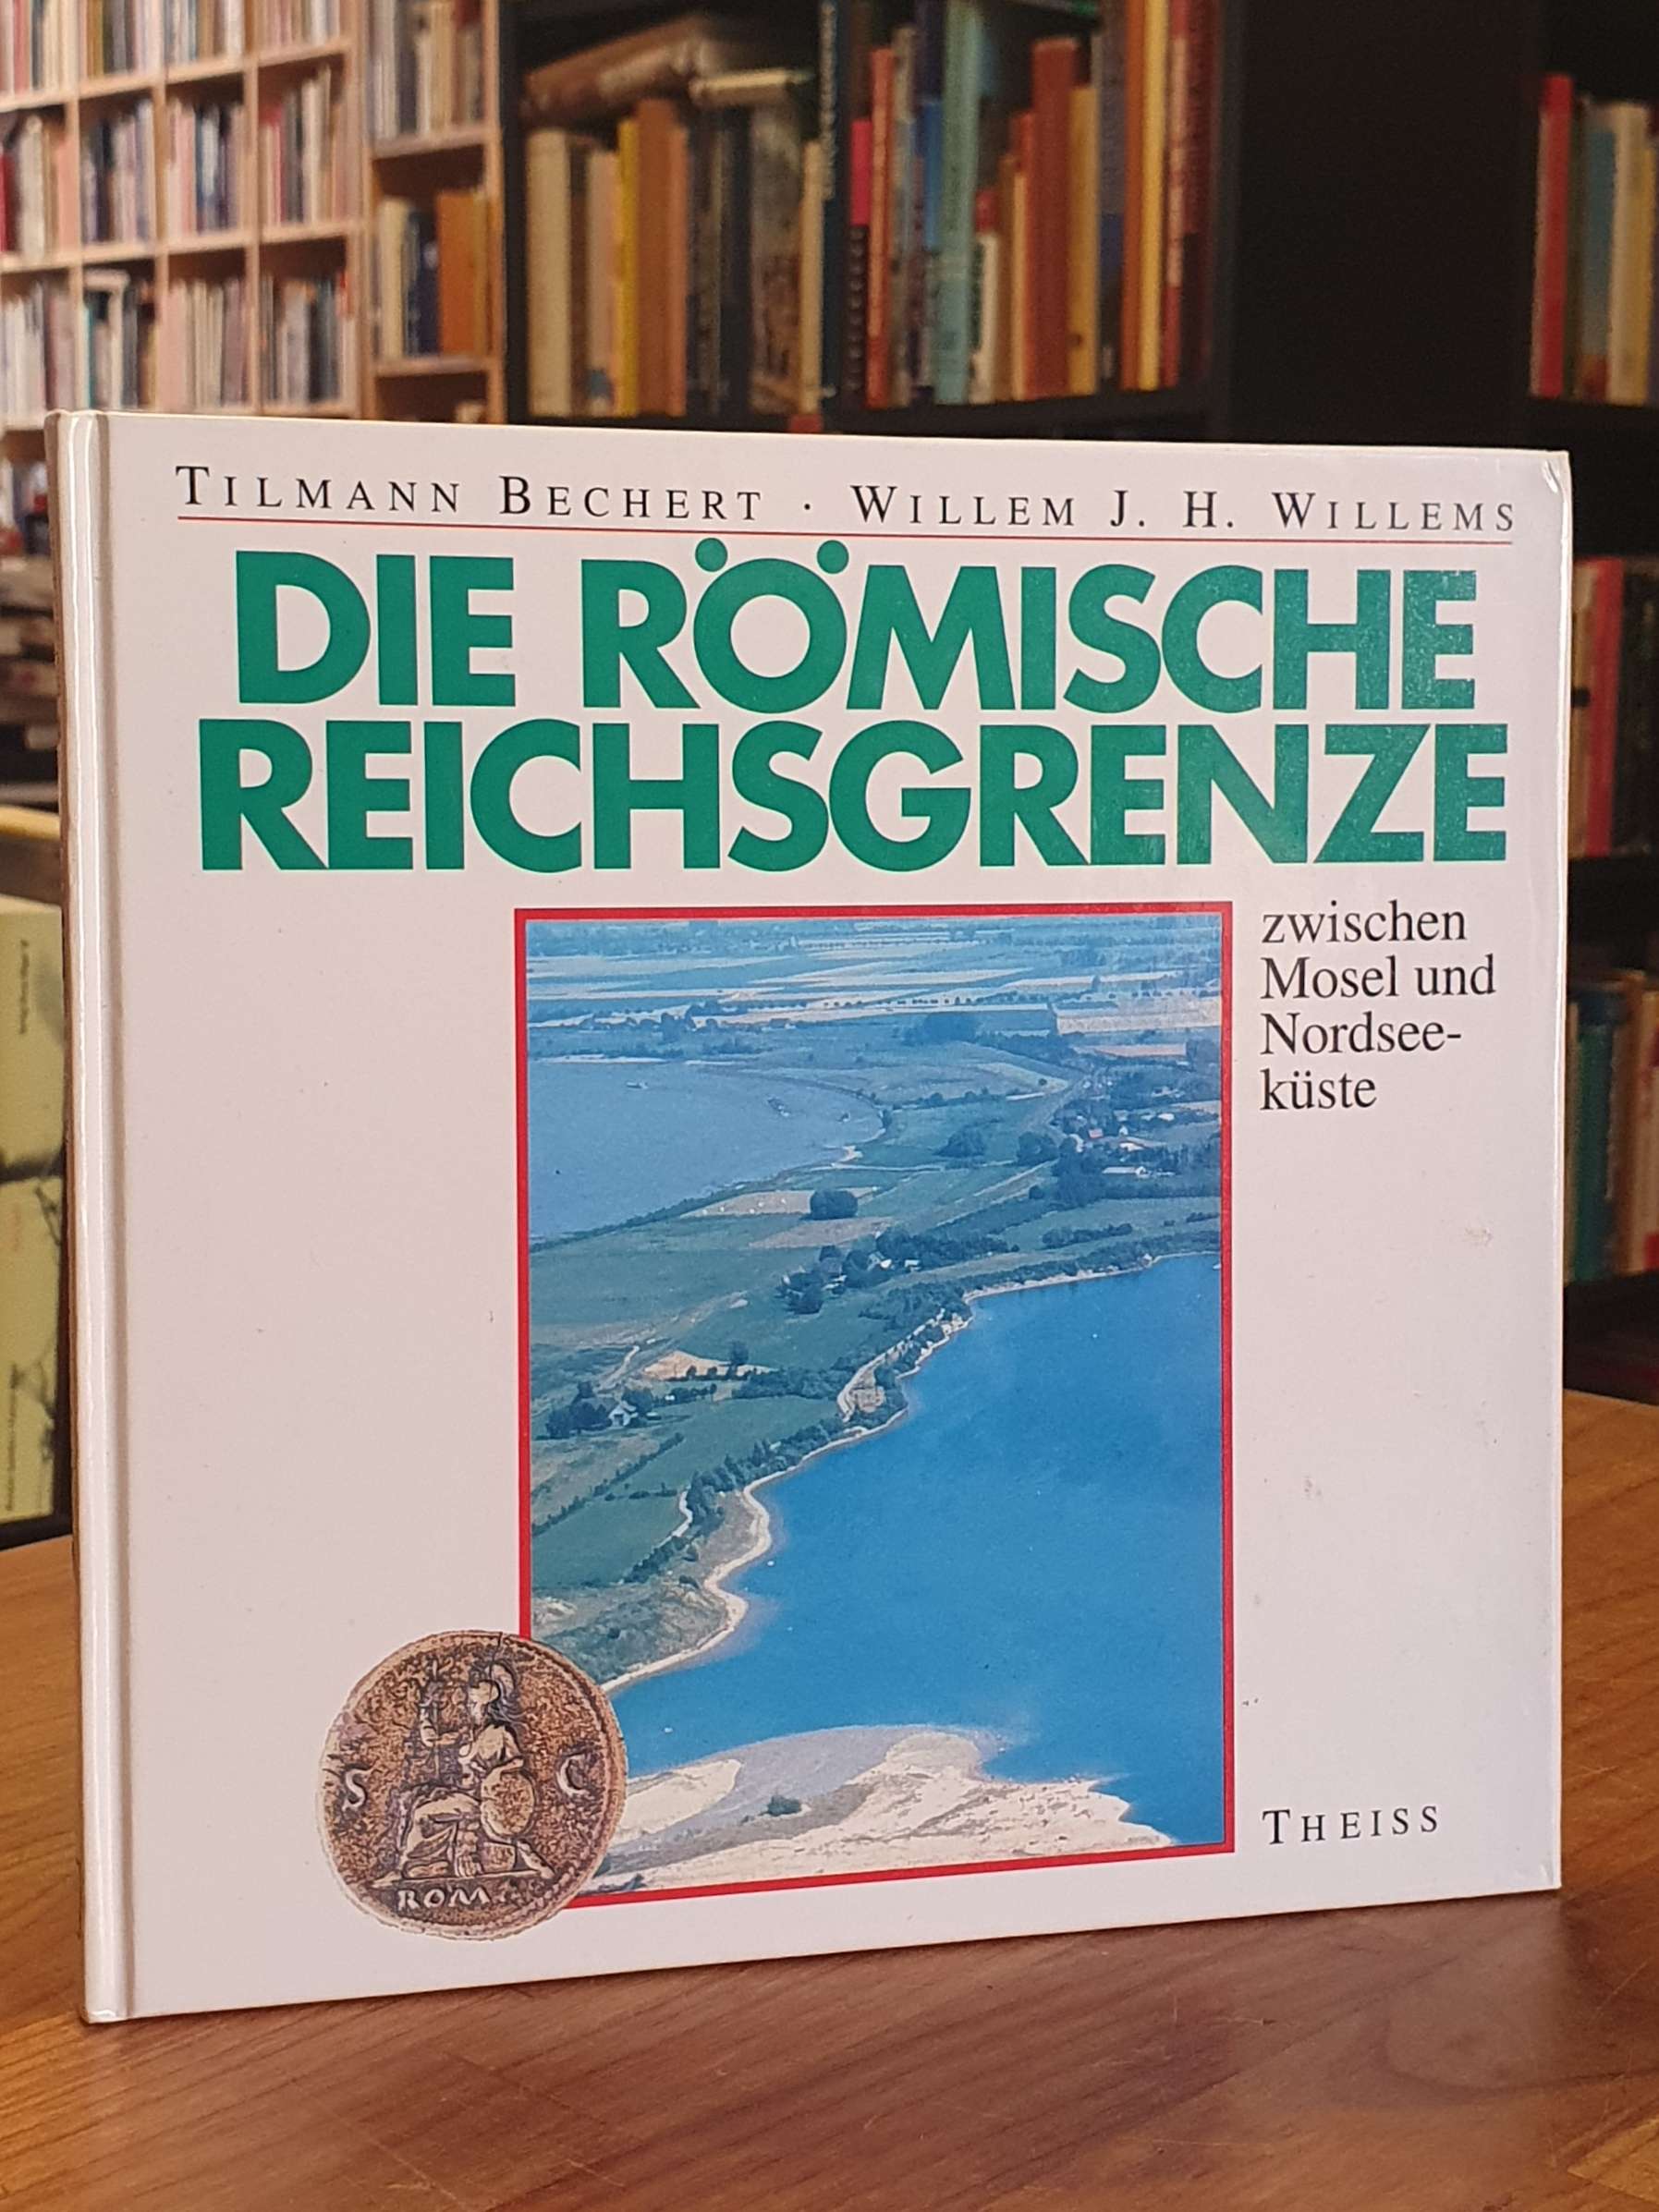 TILMANN BECHERT · WILLEM J. H. WILLEMS
DIE RÖMISCHE
REICHSGRENZE
zwischen
Mosel und
Nordsee-
küste
S C
ROMA
THEISS